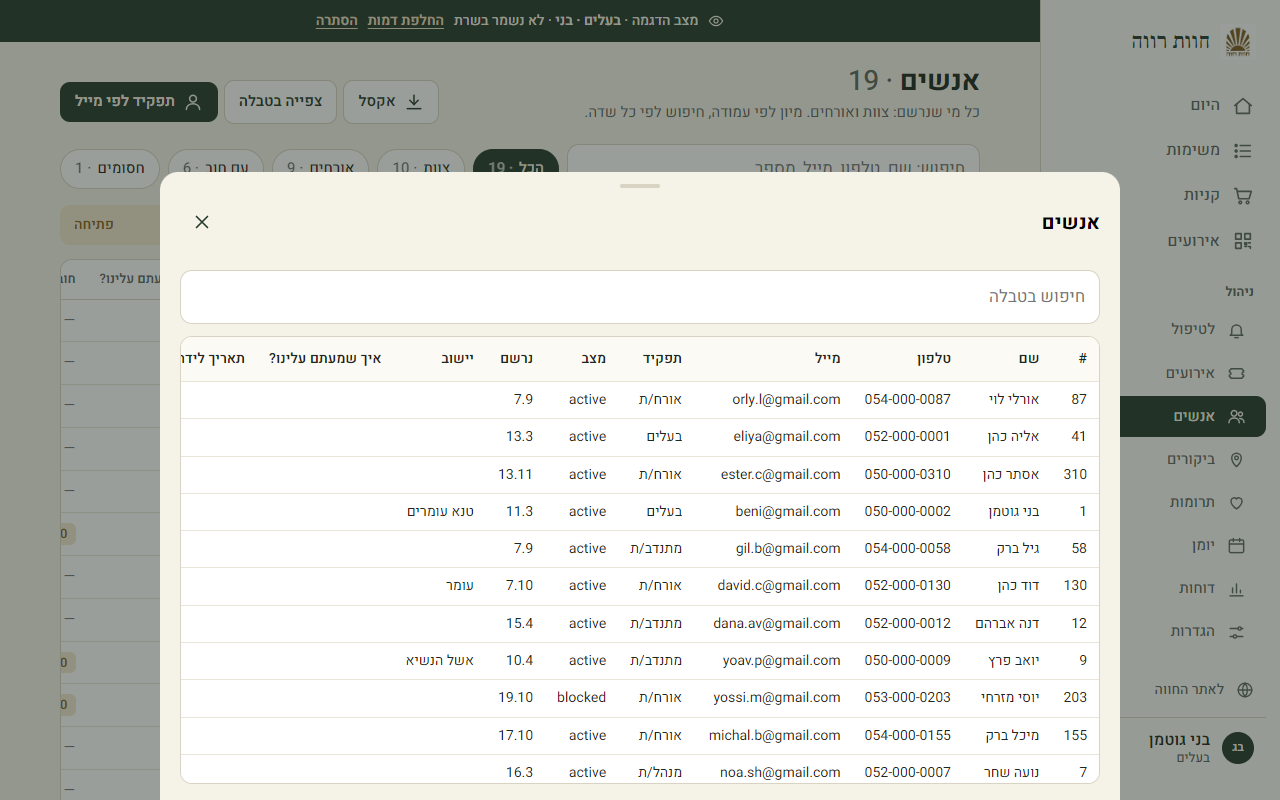 מצב הדגמה · בעלים · בני · לא נשמר בשרת החלפת דמות הסתרה
חוות רווה
היום
משימות
קניות
אירועים
ניהול
לטיפול
אירועים
אנשים
ביקורים
תרומות
יומן
דוחות
הגדרות
לאתר החווה
בג
בני גוטמן
בעלים
אנשים · 19
כל מי שנרשם: צוות ואורחים. מיון לפי עמודה, חיפוש לפי כל שדה.
אקסל
צפייה בטבלה
תפקיד לפי מייל
חיפוש: שם, טלפון, מייל, מספר
הכל · 19
צוות · 10
אורחים · 9
עם חוב · 6
חסומים · 1
פתיחה
אנשים
חיפוש בטבלה
# שם טלפון מייל תפקיד מצב נרשם יישוב איך שמעתם עלינו?
87 אורלי לוי 054-000-0087 orly.l@gmail.com אורח/ת active 7.9
41 אליה כהן 052-000-0001 eliya@gmail.com בעלים active 13.3
310 אסתר כהן 050-000-0310 ester.c@gmail.com אורח/ת active 13.11
1 בני גוטמן 050-000-0002 beni@gmail.com בעלים active 11.3 טנא עומרים
58 גיל ברק 054-000-0058 gil.b@gmail.com מתנדב/ת active 7.9
130 דוד כהן 052-000-0130 david.c@gmail.com אורח/ת active 7.10 עומר
12 דנה אברהם 052-000-0012 dana.av@gmail.com מתנדב/ת active 15.4
9 יואב פרץ 050-000-0009 yoav.p@gmail.com מתנדב/ת active 10.4 אשל הנשיא
203 יוסי מזרחי 053-000-0203 yossi.m@gmail.com אורח/ת blocked 19.10
155 מיכל ברק 054-000-0155 michal.b@gmail.com אורח/ת active 17.10
7 נועה שחר 052-000-0007 noa.sh@gmail.com מנהל/ת active 16.3